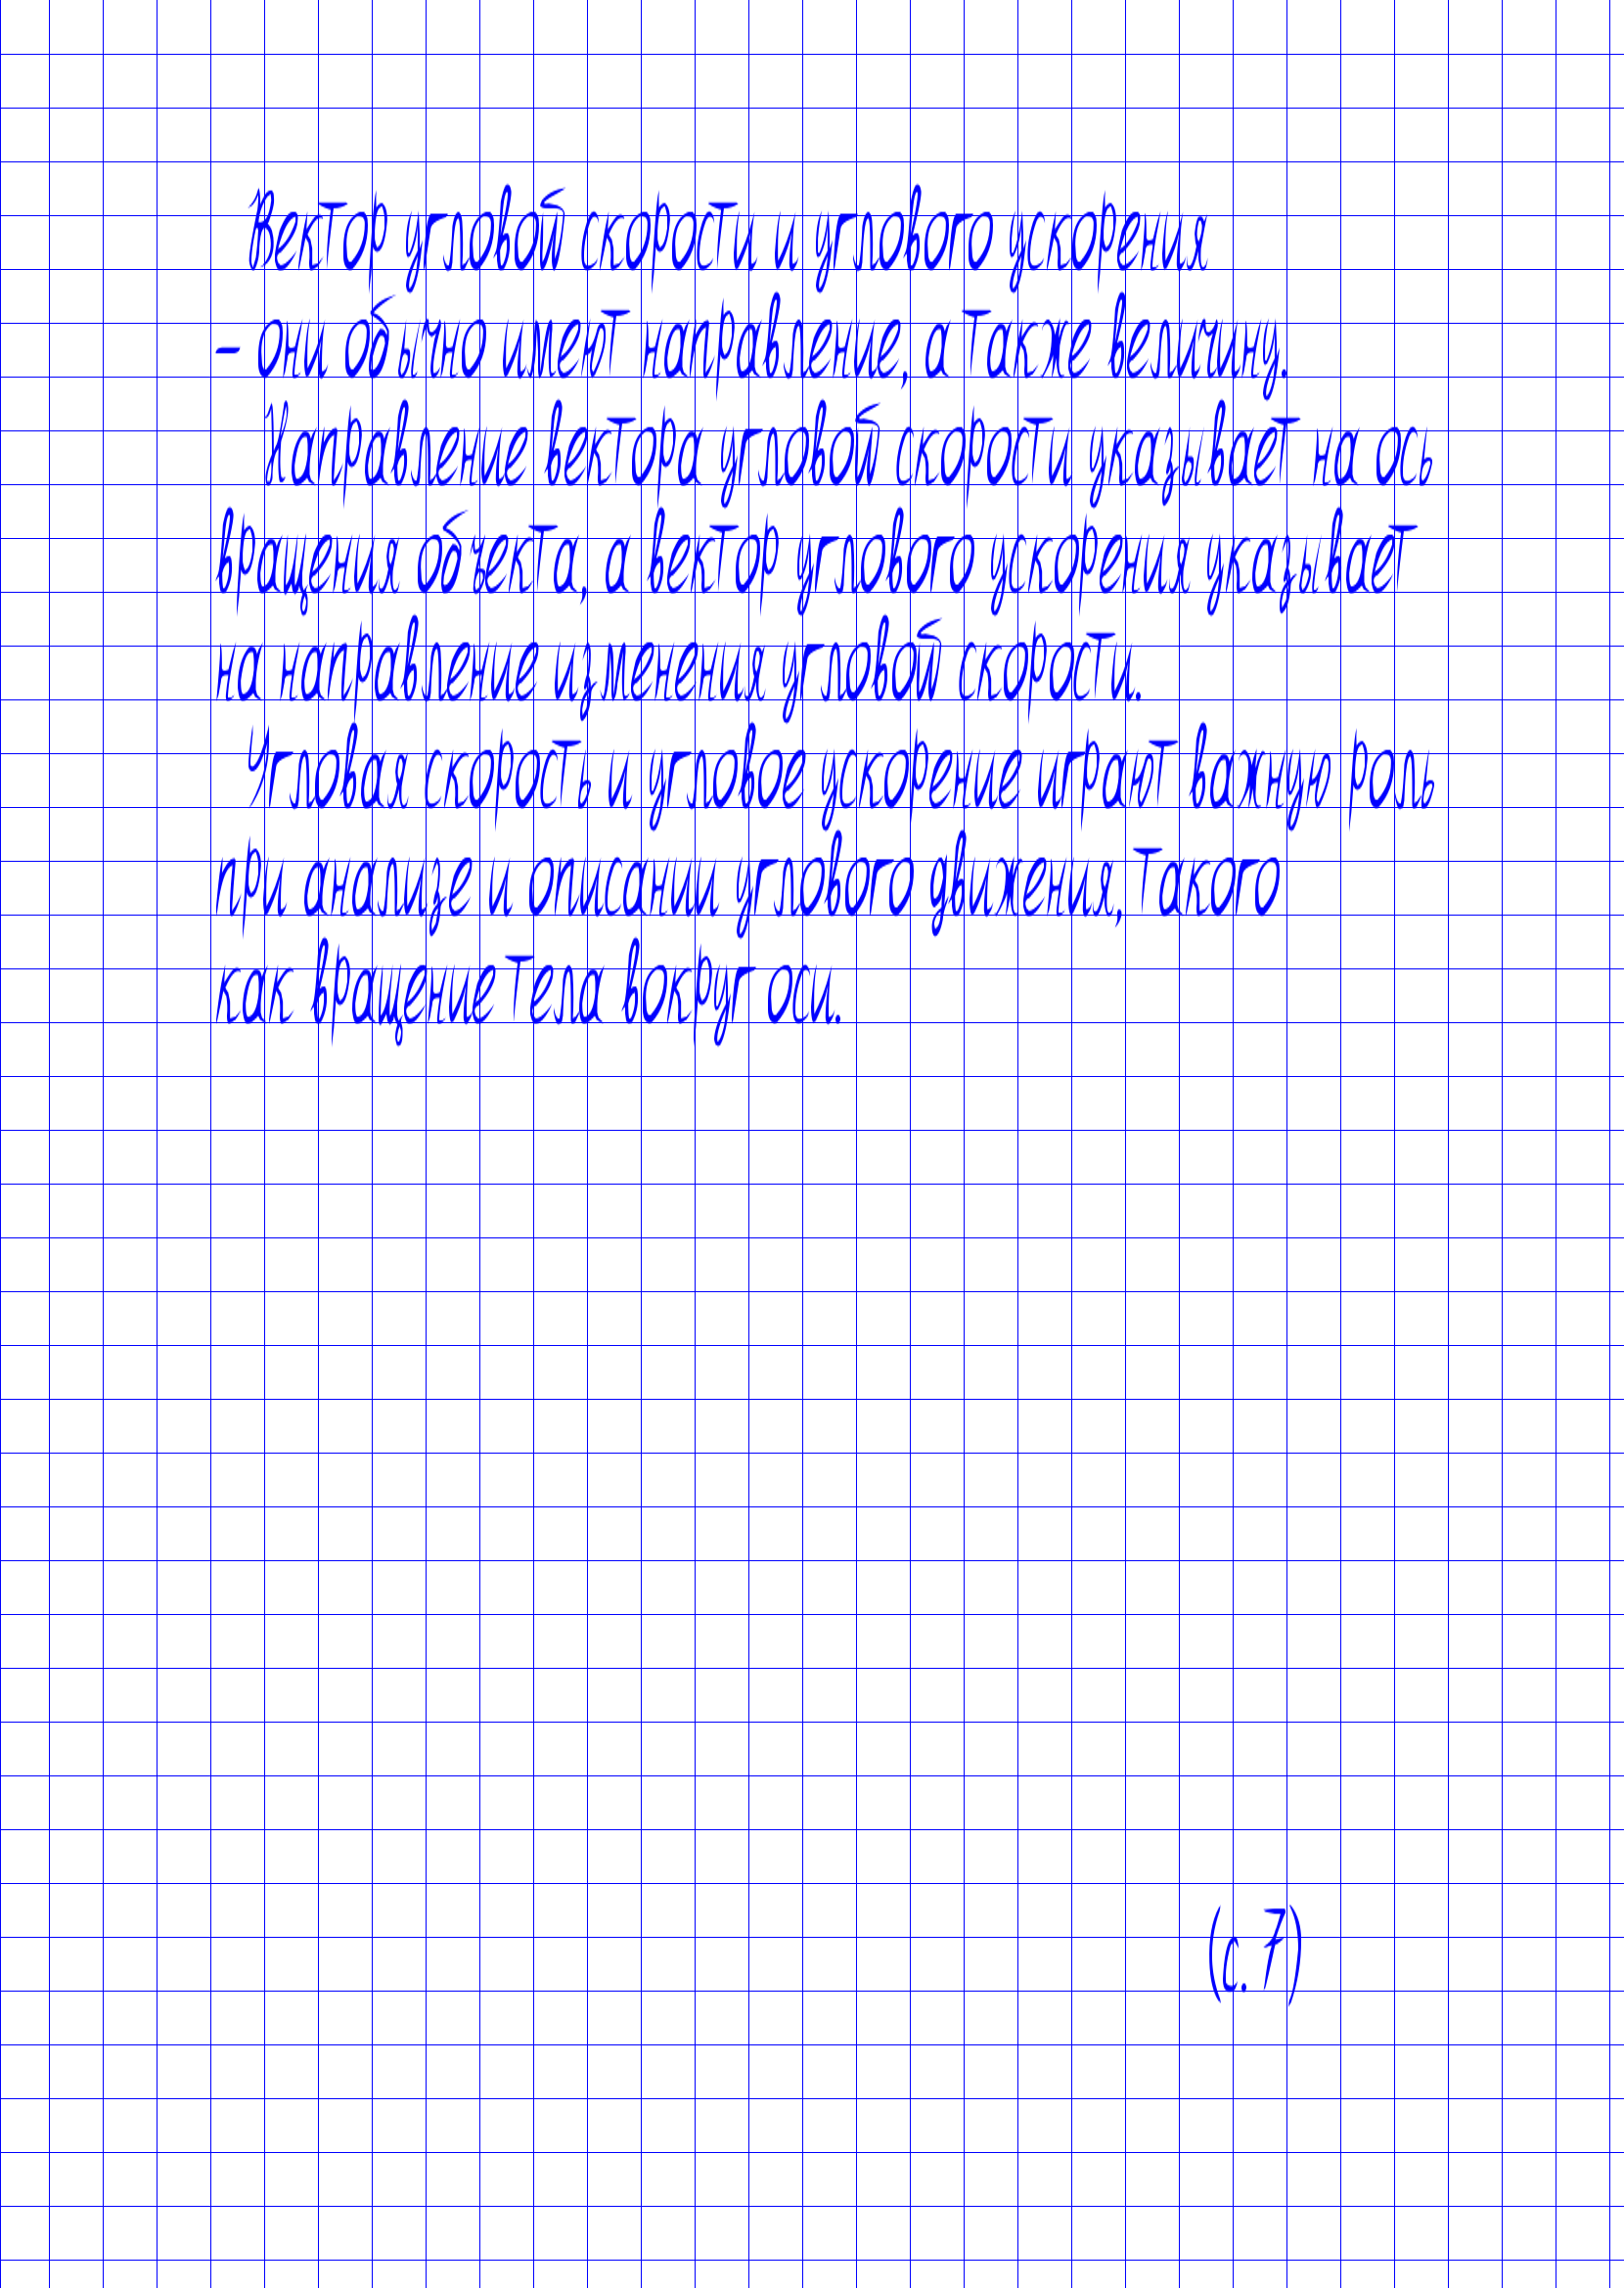 Вектор угловой скорости и углового ускорения
- они обычно имеют направление, а также величину.
Направление вектора угловой скорости указывает на ось
вращения объекта, а вектор углового ускорения указывает
на направление изменения угловой скорости.
Угловая скорость и угловое ускорение играют важную роль
при анализе и описании углового движения, такого
как вращение тела вокруг оси.
(с. 7)